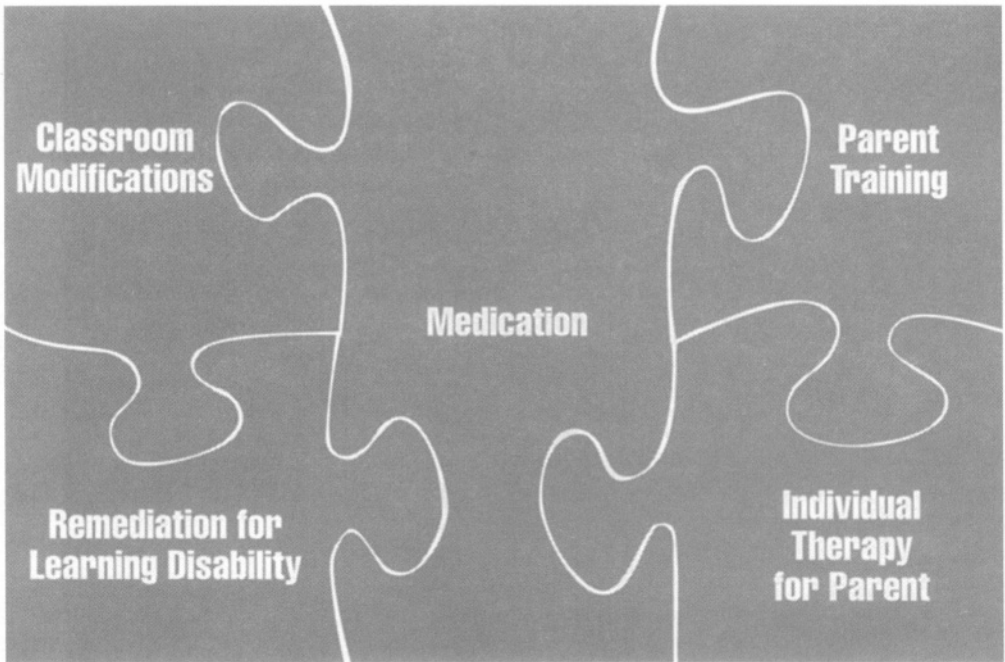 Classroom
Modifications
Parent
Training
Medication
Remediation for
Learning Disability
Individual
Therapy
for Parent